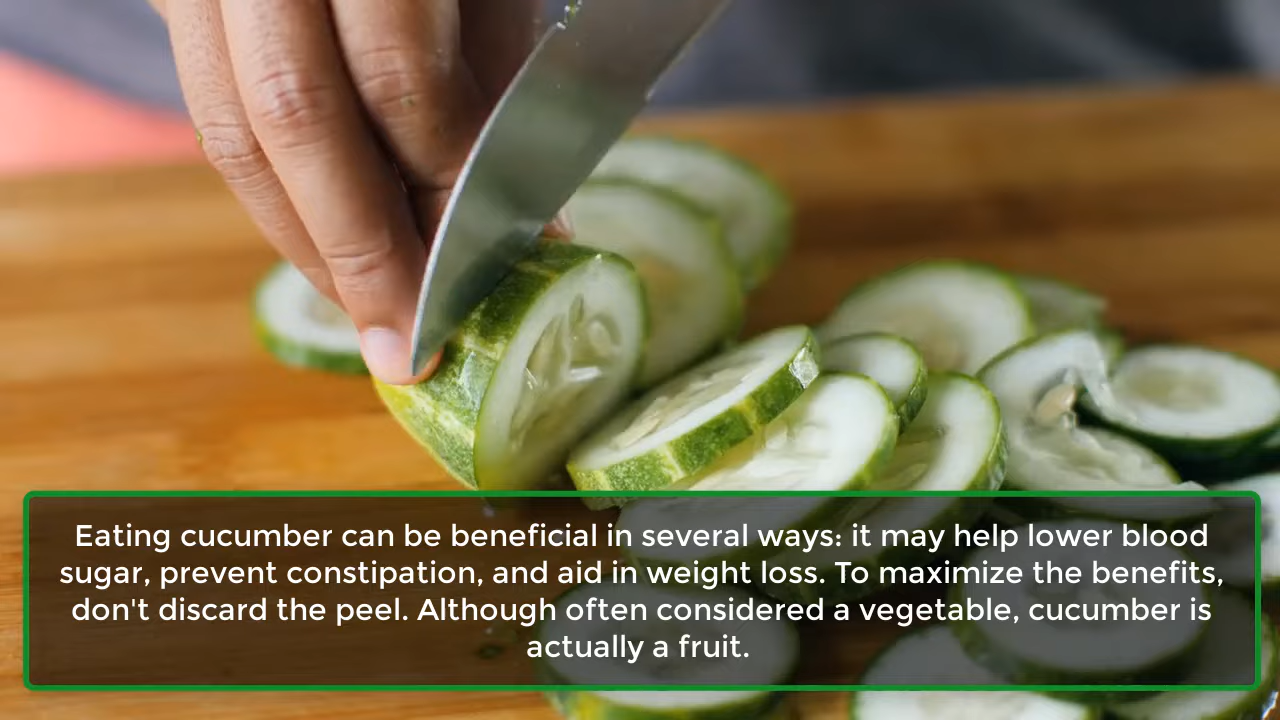 Eating cucumber can be beneficial in several ways: it may help lower blood
sugar, prevent constipation, and aid in weight loss. To maximize the benefits,
don't discard the peel. Although often considered a vegetable, cucumber is
actually a fruit.